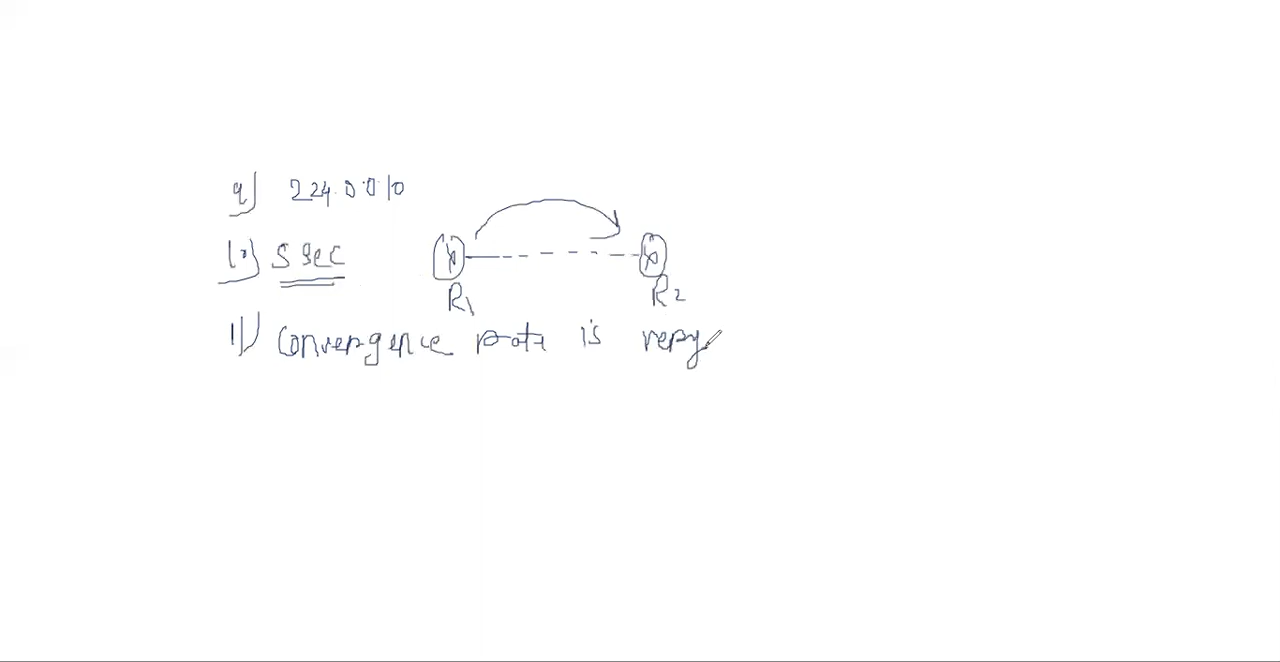 9) 224.0.0.10
10) 5 sec
R1 R2
11) Convergence rate is very